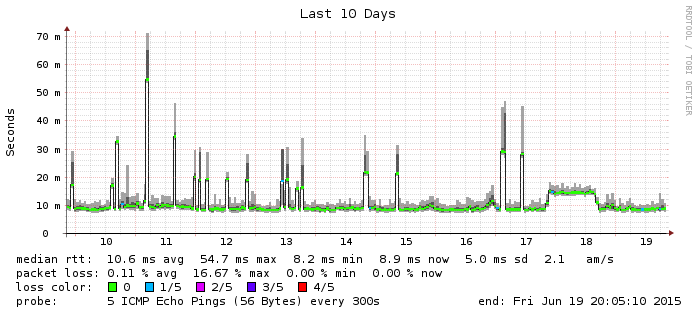 Last 10 Days
RRDTOOL / TOBI OETIKER
Seconds
70 m
60 m
50 m
40 m
30 m
20 m
10 m
0
10 11 12 13 14 15 16 17 18 19
median rtt: 10.6 ms avg 54.7 ms max 8.2 ms min 8.9 ms now 5.0 ms sd 2.1 am/s
packet loss: 0.11 % avg 16.67 % max 0.00 % min 0.00 % now
loss color: 0 1/5 2/5 3/5 4/5
probe: 5 ICMP Echo Pings (56 Bytes) every 300s end: Fri Jun 19 20:05:10 2015